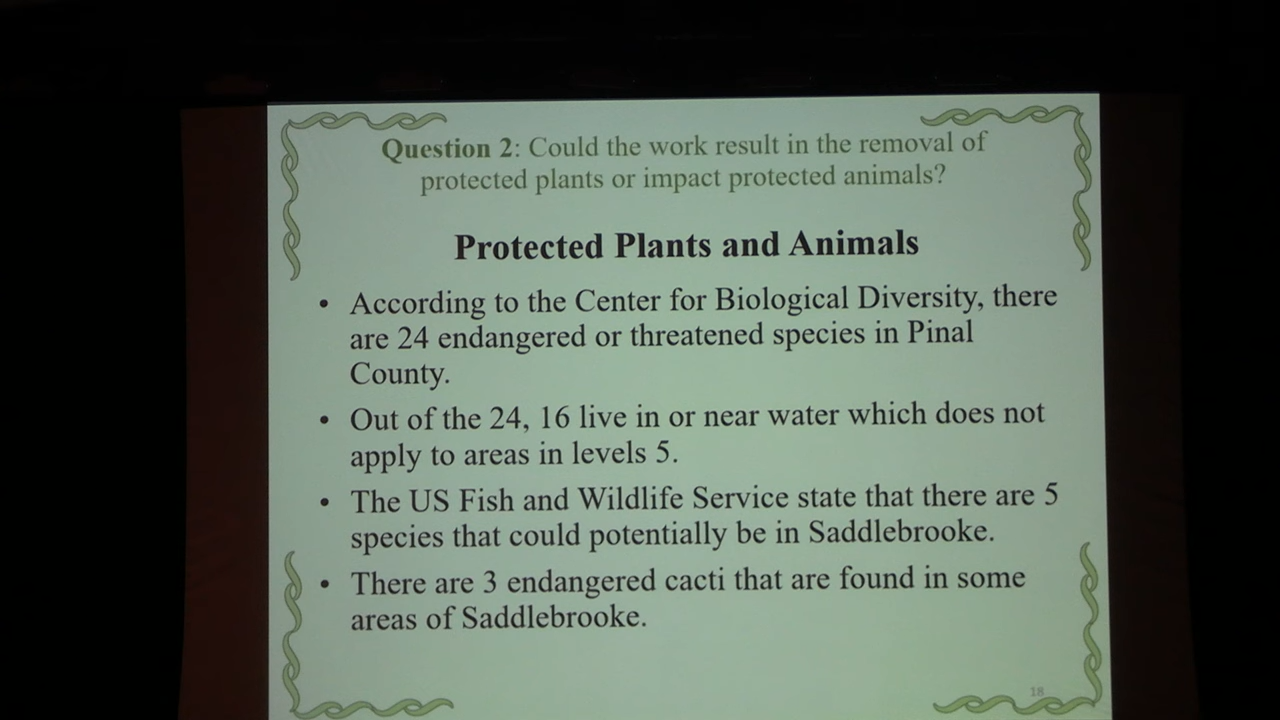 Question 2: Could the work result in the removal of
protected plants or impact protected animals?
Protected Plants and Animals
• According to the Center for Biological Diversity, there
are 24 endangered or threatened species in Pinal
County.
• Out of the 24, 16 live in or near water which does not
apply to areas in levels 5.
• The US Fish and Wildlife Service state that there are 5
species that could potentially be in Saddlebrooke.
• There are 3 endangered cacti that are found in some
areas of Saddlebrooke.
18